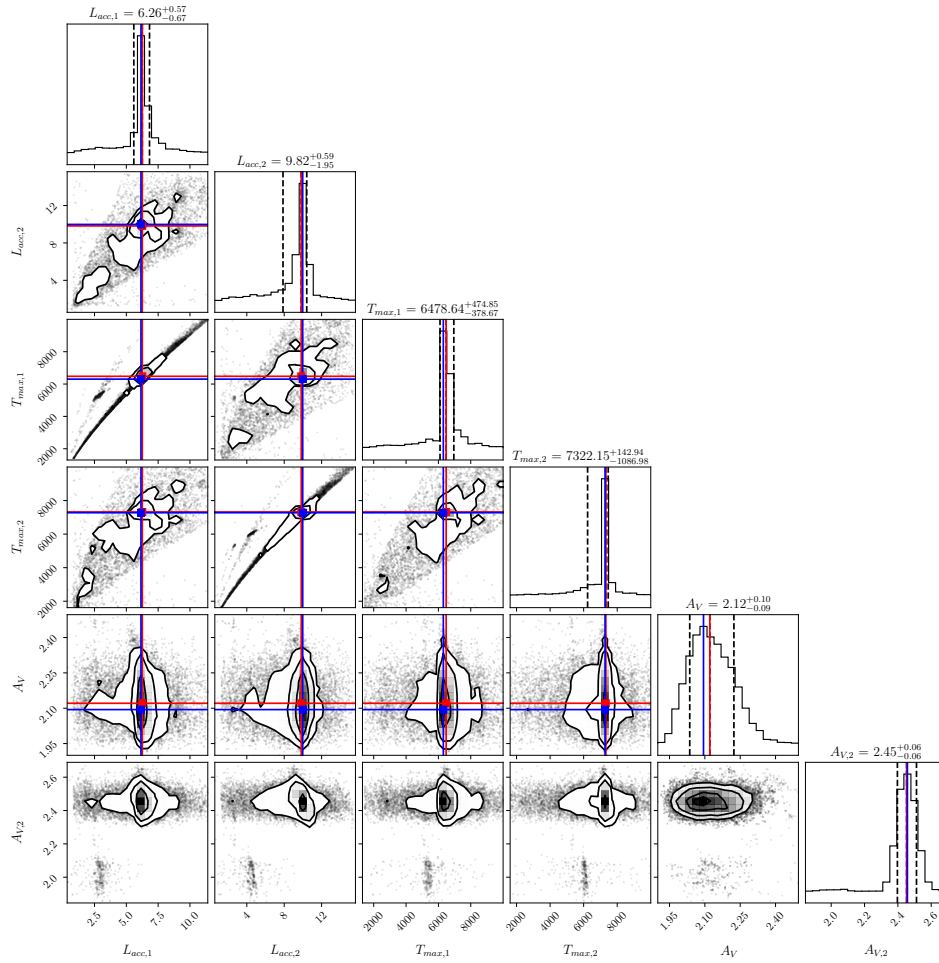 L_{acc,1} = 6.26^{+0.57}_{-0.67}
L_{acc,2} = 9.82^{+0.59}_{-1.95}
12
8
4
L_{acc,2}
T_{max,1} = 6478.64^{+474.85}_{-378.67}
8000
6000
4000
2000
T_{max,1}
T_{max,2} = 7322.15^{+142.94}_{-1086.98}
8000
6000
4000
2000
T_{max,2}
A_V = 2.12^{+0.10}_{-0.09}
2.40
2.25
2.10
1.95
A_V
A_{V,2} = 2.45^{+0.06}_{-0.06}
2.6
2.4
2.2
2.0
A_{V,2}
2.5 5.0 7.5 10.0
4 8 12
2000 4000 6000 8000
2000 4000 6000 8000
1.95 2.10 2.25 2.40
2.0 2.2 2.4 2.6
L_{acc,1} L_{acc,2} T_{max,1} T_{max,2} A_V A_{V,2}